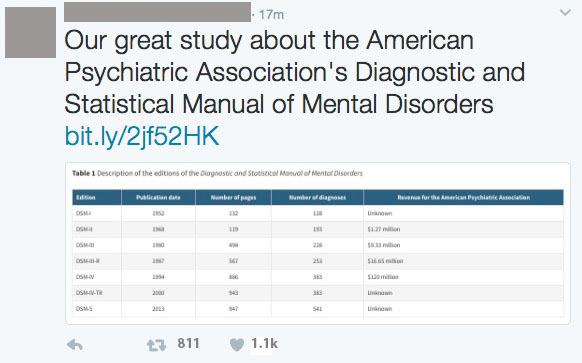 · 17m
Our great study about the American
Psychiatric Association's Diagnostic and
Statistical Manual of Mental Disorders
bit.ly/2jf52HK
Table 1 Description of the editions of the Diagnostic and Statistical Manual of Mental Disorders
Edition Publication date Number of pages Number of diagnoses Revenue for the American Psychiatric Association
DSM-I 1952 132 128 Unknown
DSM-II 1968 119 193 $1.27 million
DSM-III 1980 494 228 $9.33 million
DSM-III-R 1987 567 253 $16.65 million
DSM-IV 1994 886 383 $120 million
DSM-IV-TR 2000 943 383 Unknown
DSM-5 2013 947 541 Unknown
811 1.1k